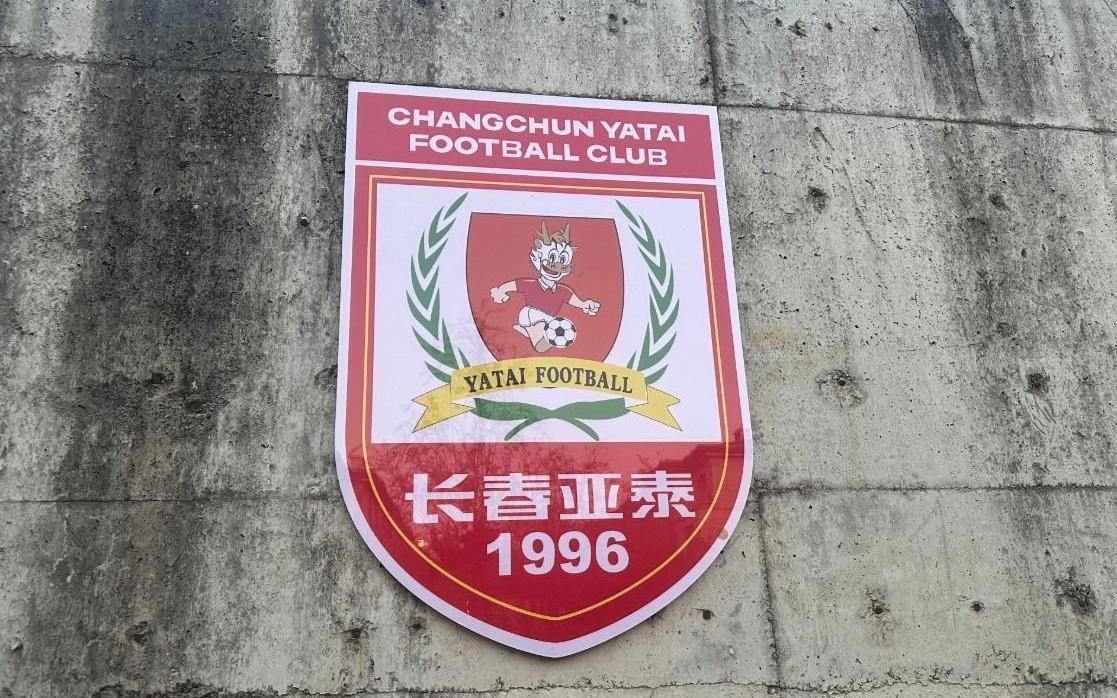 CHANGCHUN YATAI
FOOTBALL CLUB
YATAI FOOTBALL
长春亚泰
1996